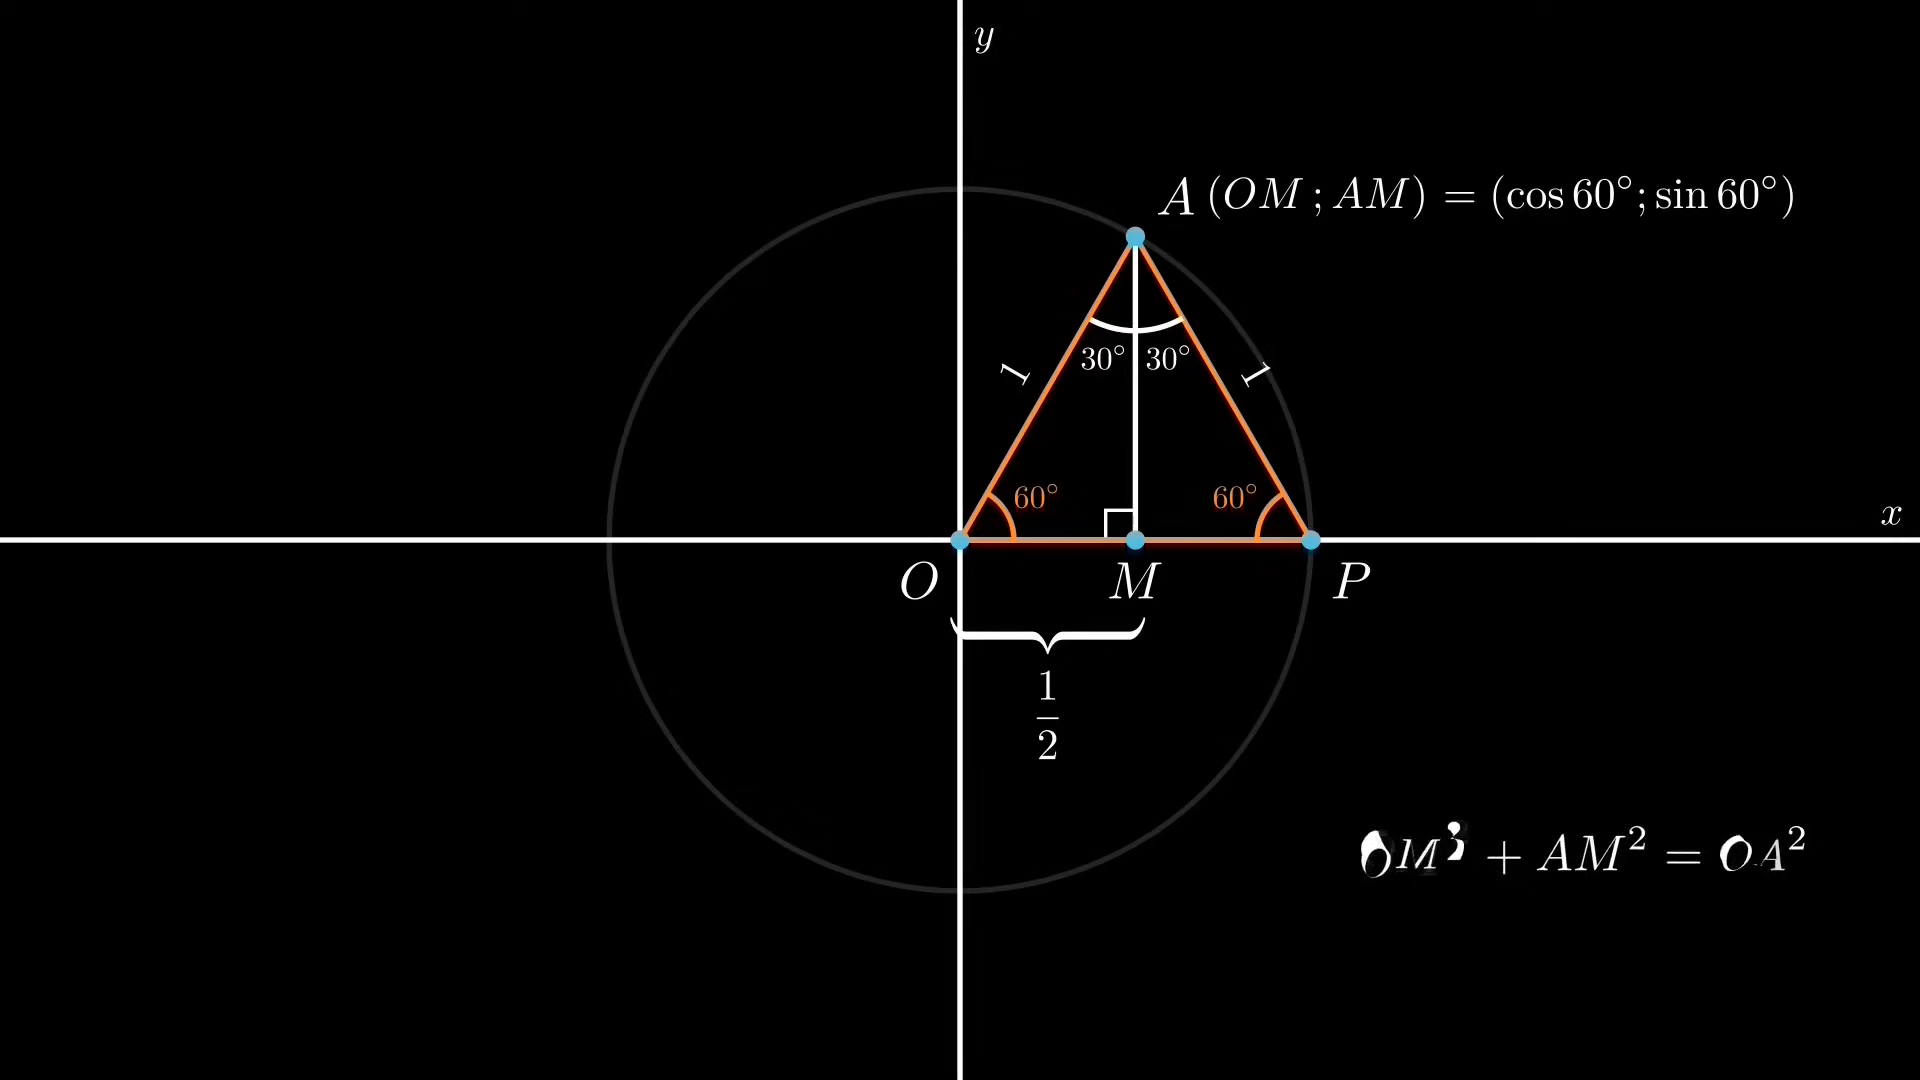 y
A (OM ; AM) = (cos 60°; sin 60°)
1
30°
30°
1
60°
60°
x
O
M
P
1
2
+ AM² = OA²